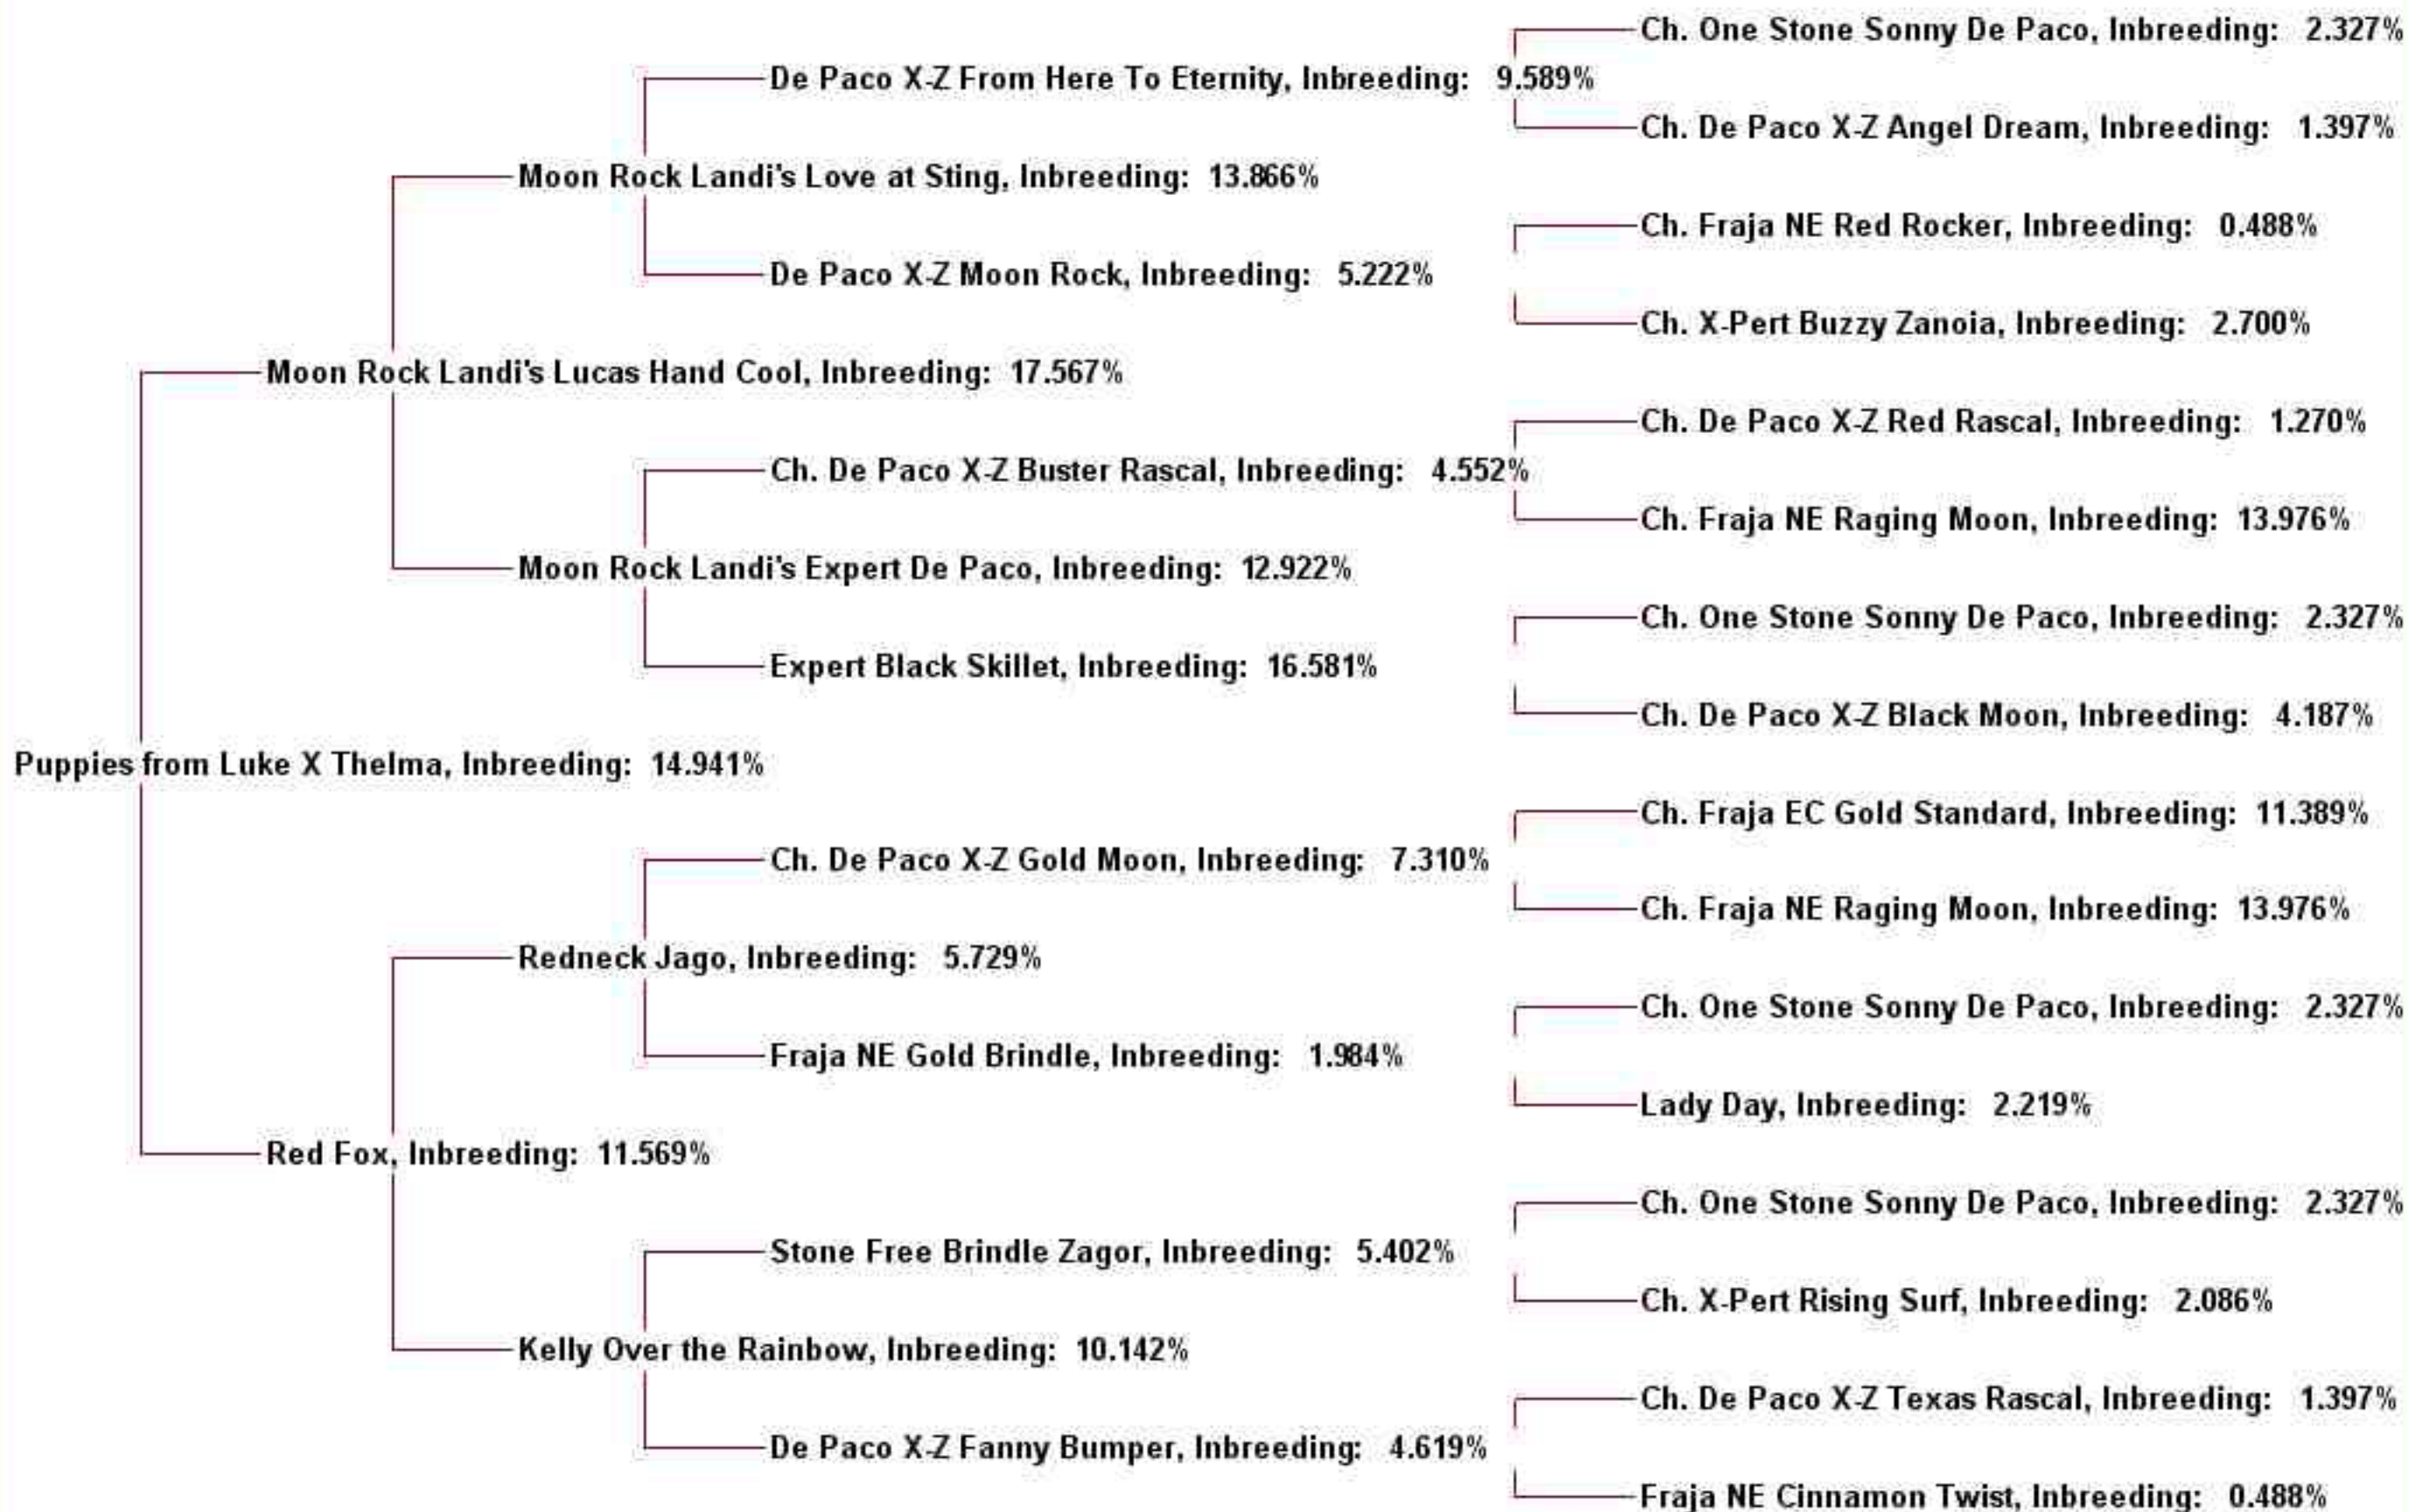 Ch. One Stone Sonny De Paco, Inbreeding: 2.327%
De Paco X-Z From Here To Eternity, Inbreeding: 9.589%
Ch. De Paco X-Z Angel Dream, Inbreeding: 1.397%
Moon Rock Landi's Love at Sting, Inbreeding: 13.866%
Ch. Fraja NE Red Rocker, Inbreeding: 0.488%
De Paco X-Z Moon Rock, Inbreeding: 5.222%
Ch. X-Pert Buzzy Zanoia, Inbreeding: 2.700%
Moon Rock Landi's Lucas Hand Cool, Inbreeding: 17.567%
Ch. De Paco X-Z Red Rascal, Inbreeding: 1.270%
Ch. De Paco X-Z Buster Rascal, Inbreeding: 4.552%
Ch. Fraja NE Raging Moon, Inbreeding: 13.976%
Moon Rock Landi's Expert De Paco, Inbreeding: 12.922%
Ch. One Stone Sonny De Paco, Inbreeding: 2.327%
Expert Black Skillet, Inbreeding: 16.581%
Ch. De Paco X-Z Black Moon, Inbreeding: 4.187%
Puppies from Luke X Thelma, Inbreeding: 14.941%
Ch. Fraja EC Gold Standard, Inbreeding: 11.389%
Ch. De Paco X-Z Gold Moon, Inbreeding: 7.310%
Ch. Fraja NE Raging Moon, Inbreeding: 13.976%
Redneck Jago, Inbreeding: 5.729%
Ch. One Stone Sonny De Paco, Inbreeding: 2.327%
Fraja NE Gold Brindle, Inbreeding: 1.984%
Lady Day, Inbreeding: 2.219%
Red Fox, Inbreeding: 11.569%
Ch. One Stone Sonny De Paco, Inbreeding: 2.327%
Stone Free Brindle Zagor, Inbreeding: 5.402%
Ch. X-Pert Rising Surf, Inbreeding: 2.086%
Kelly Over the Rainbow, Inbreeding: 10.142%
Ch. De Paco X-Z Texas Rascal, Inbreeding: 1.397%
De Paco X-Z Fanny Bumper, Inbreeding: 4.619%
Fraja NE Cinnamon Twist, Inbreeding: 0.488%